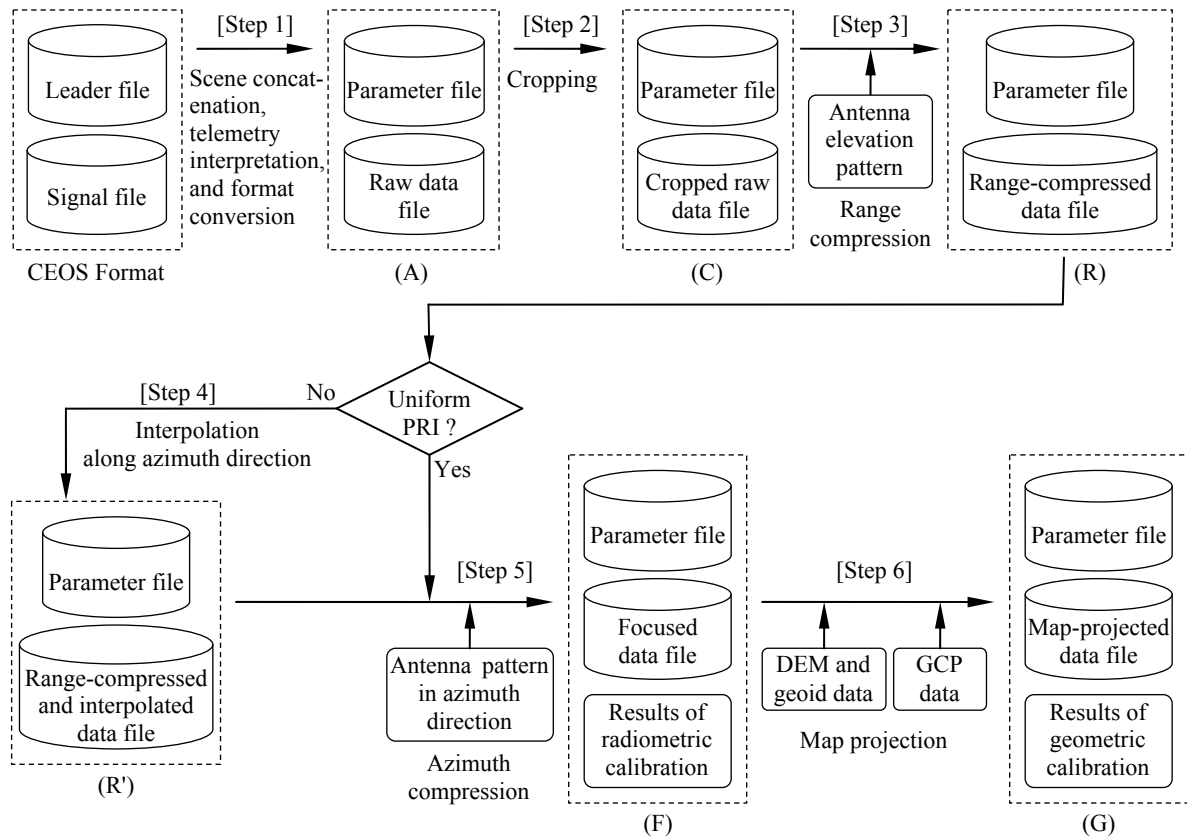 [Step 1]
[Step 2]
[Step 3]
Leader file
Signal file
CEOS Format
Scene concat-
enation,
telemetry
interpretation,
and format
conversion
Parameter file
Raw data
file
(A)
Cropping
Parameter file
Cropped raw
data file
(C)
Antenna
elevation
pattern
Range
compression
Parameter file
Range-compressed
data file
(R)
Uniform
PRI ?
No
Yes
[Step 4]
Interpolation
along azimuth direction
Parameter file
Range-compressed
and interpolated
data file
(R')
[Step 5]
Antenna pattern
in azimuth
direction
Azimuth
compression
Parameter file
Focused
data file
Results of
radiometric
calibration
(F)
[Step 6]
DEM and
geoid data
GCP
data
Map projection
Parameter file
Map-projected
data file
Results of
geometric
calibration
(G)